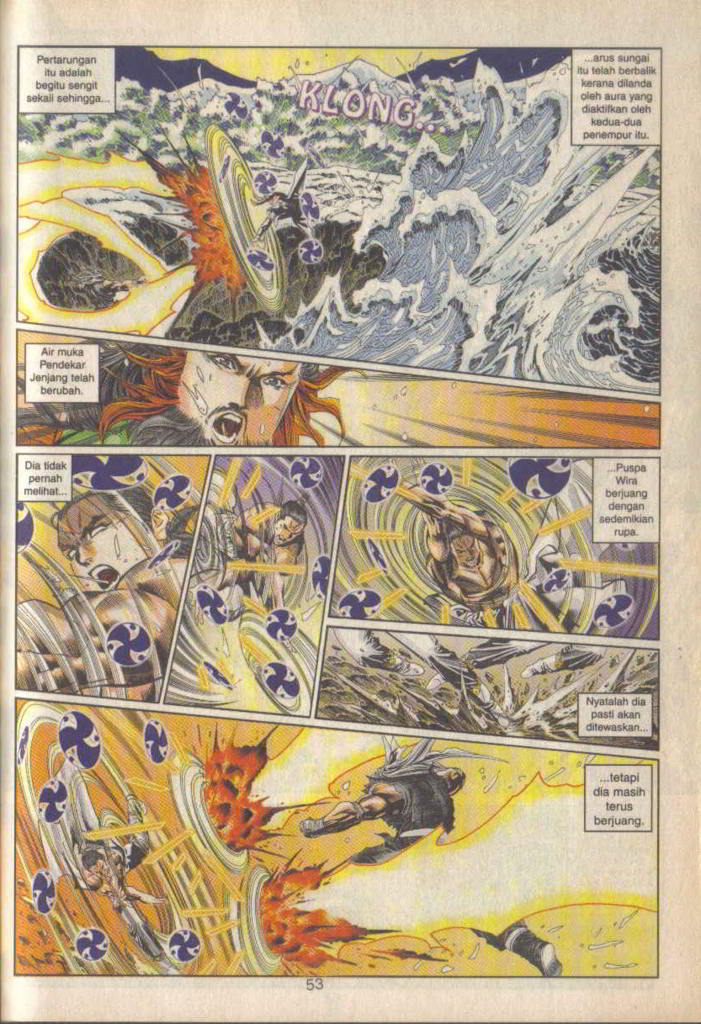 Pertarungan
itu adalah
begitu sengit
sekali sehingga...
KLONG...
...arus sungai
itu telah berbalik
kerana dilanda
oleh aura yang
diaktifkan oleh
kedua-dua
penempur itu.
Air muka
Pendekar
Jenjang telah
berubah.
Dia tidak
pernah
melihat...
...Puspa
Wira
berjuang
dengan
sedemikian
rupa.
Nyatalah dia
pasti akan
ditewaskan...
...tetapi
dia masih
terus
berjuang.
53